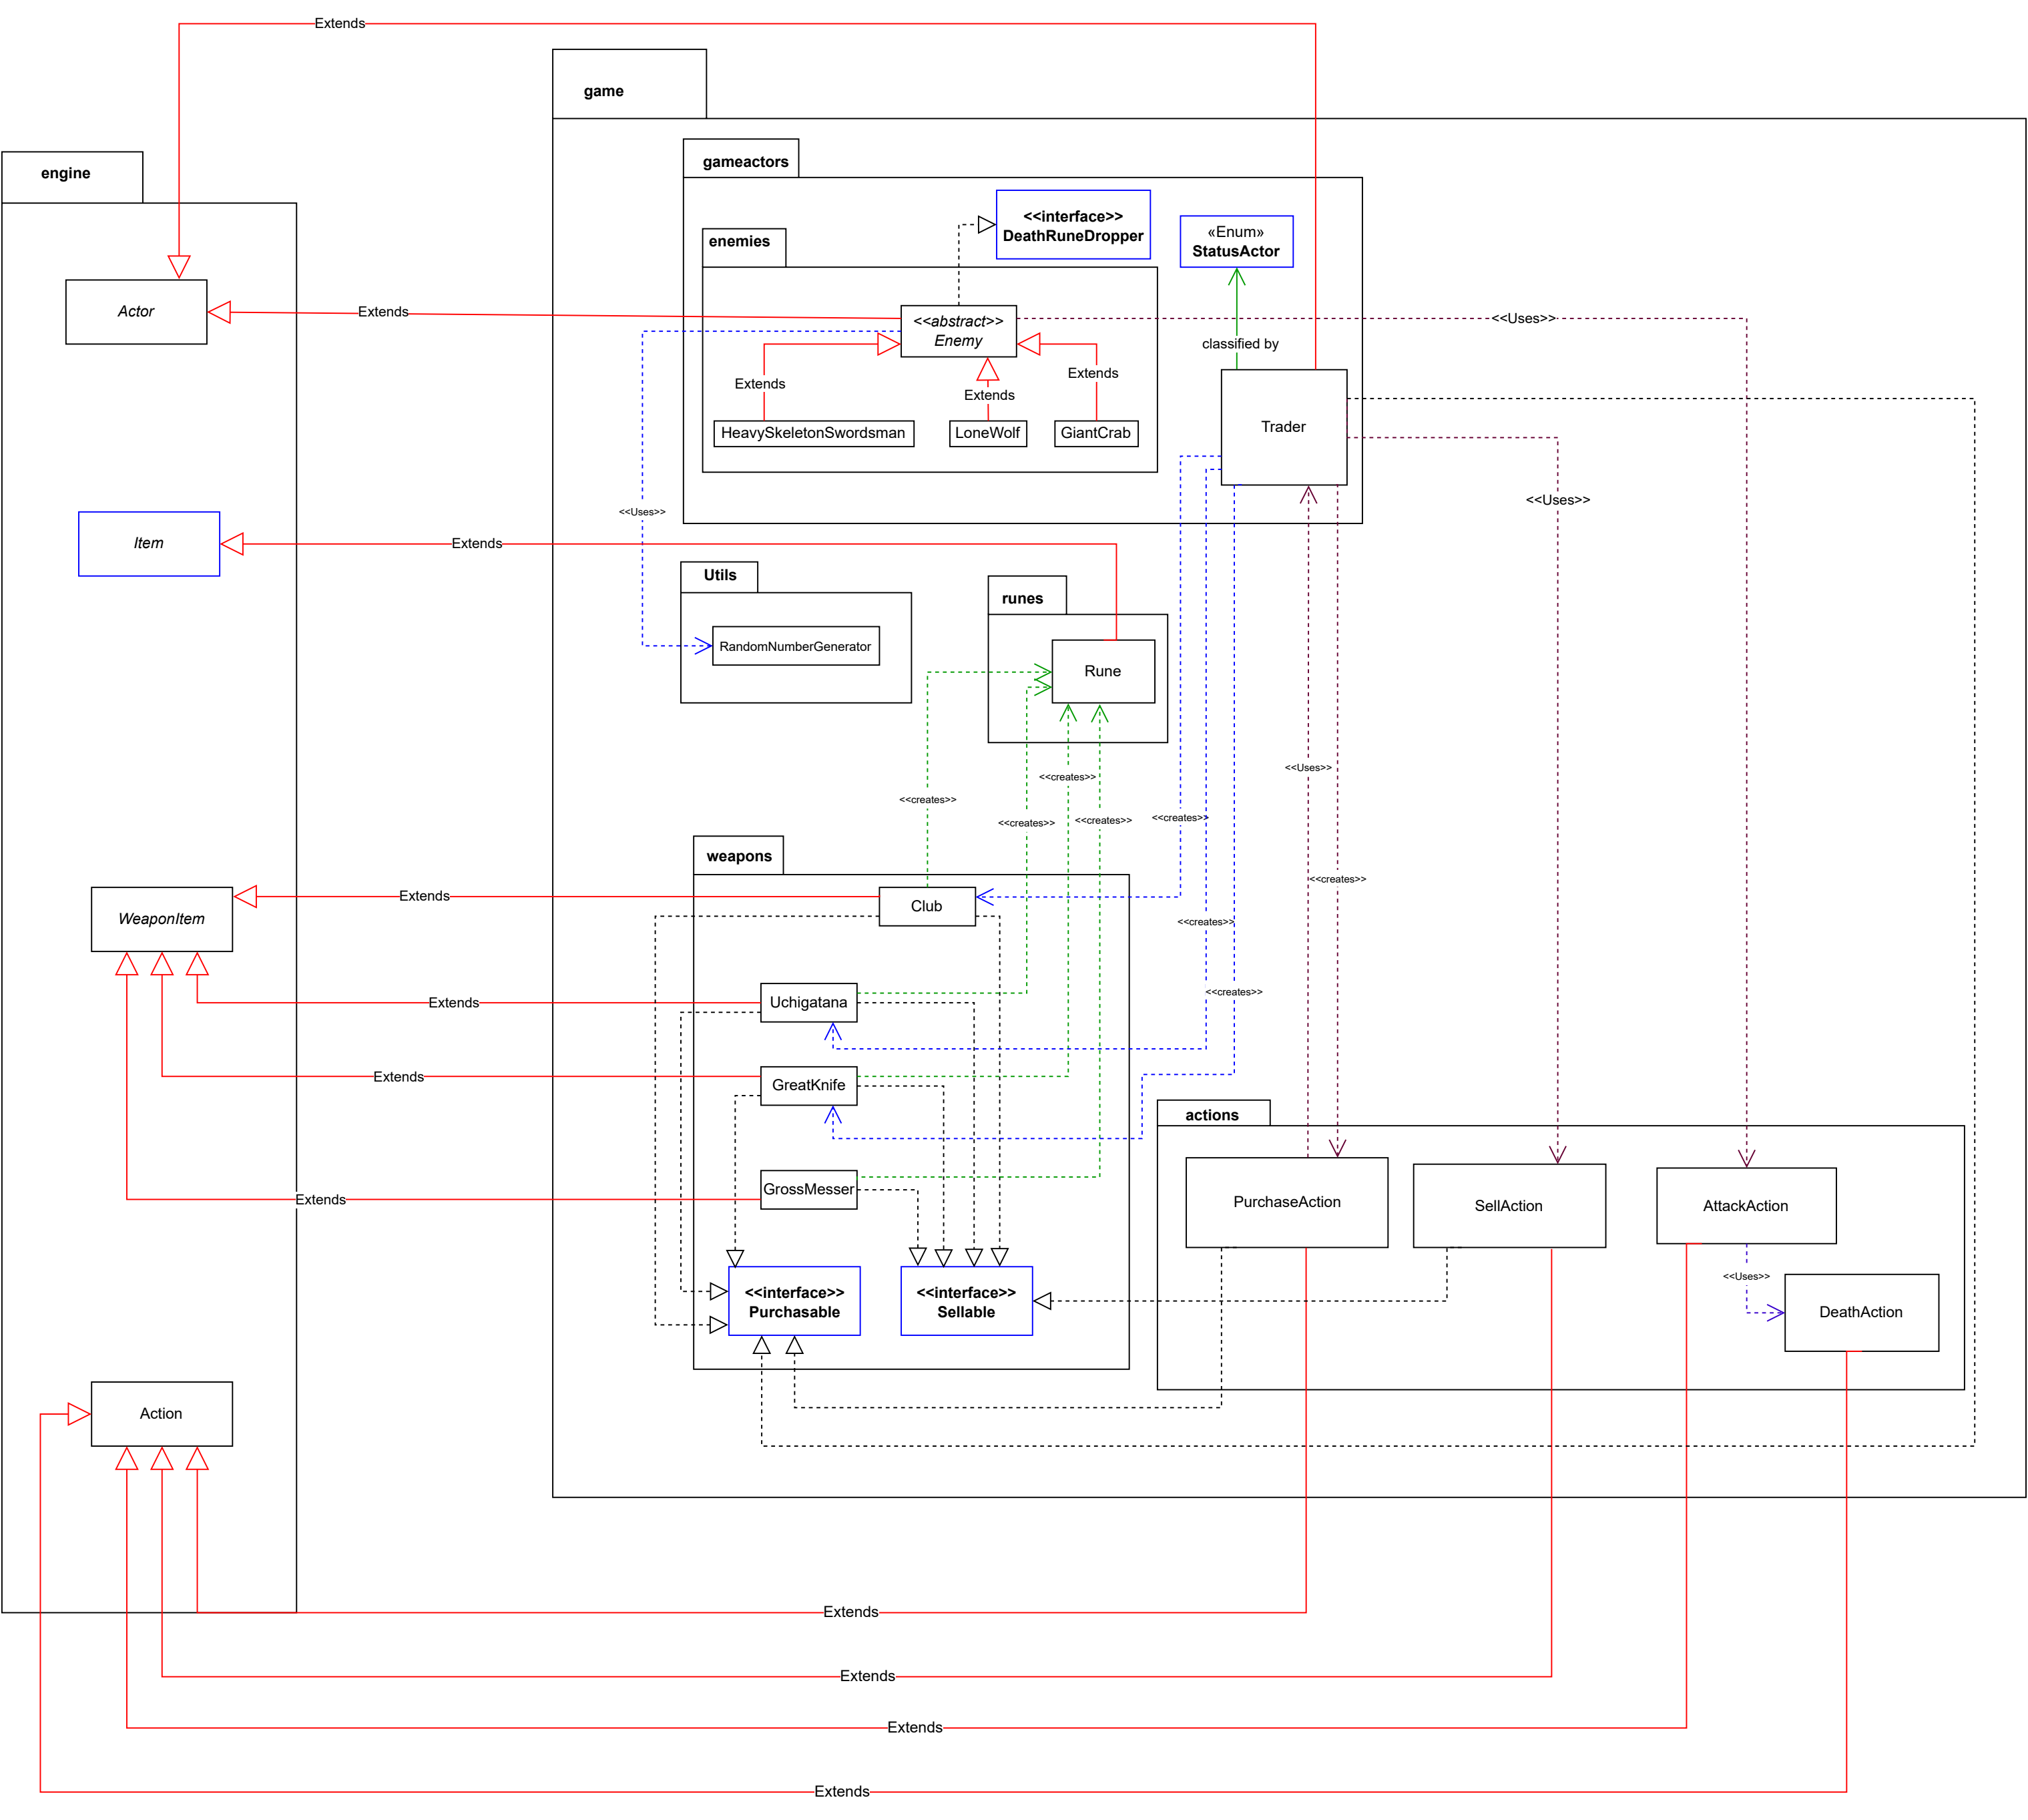 Extends
game
gameactors
engine
<<interface>>
DeathRuneDropper
«Enum»
StatusActor
enemies
Actor
Extends
<<abstract>>
Enemy
<<Uses>>
classified by
Extends
Extends
Extends
HeavySkeletonSwordsman
LoneWolf
GiantCrab
Trader
<<Uses>>
<<Uses>>
Item
Extends
Utils
runes
RandomNumberGenerator
Rune
<<Uses>>
<<creates>>
<<creates>>
<<creates>>
<<creates>>
<<creates>>
weapons
<<creates>>
Extends
Club
WeaponItem
<<creates>>
<<creates>>
Extends
Uchigatana
Extends
GreatKnife
actions
Extends
GrossMesser
PurchaseAction
SellAction
AttackAction
<<Uses>>
<<interface>>
Purchasable
<<interface>>
Sellable
DeathAction
Action
Extends
Extends
Extends
Extends